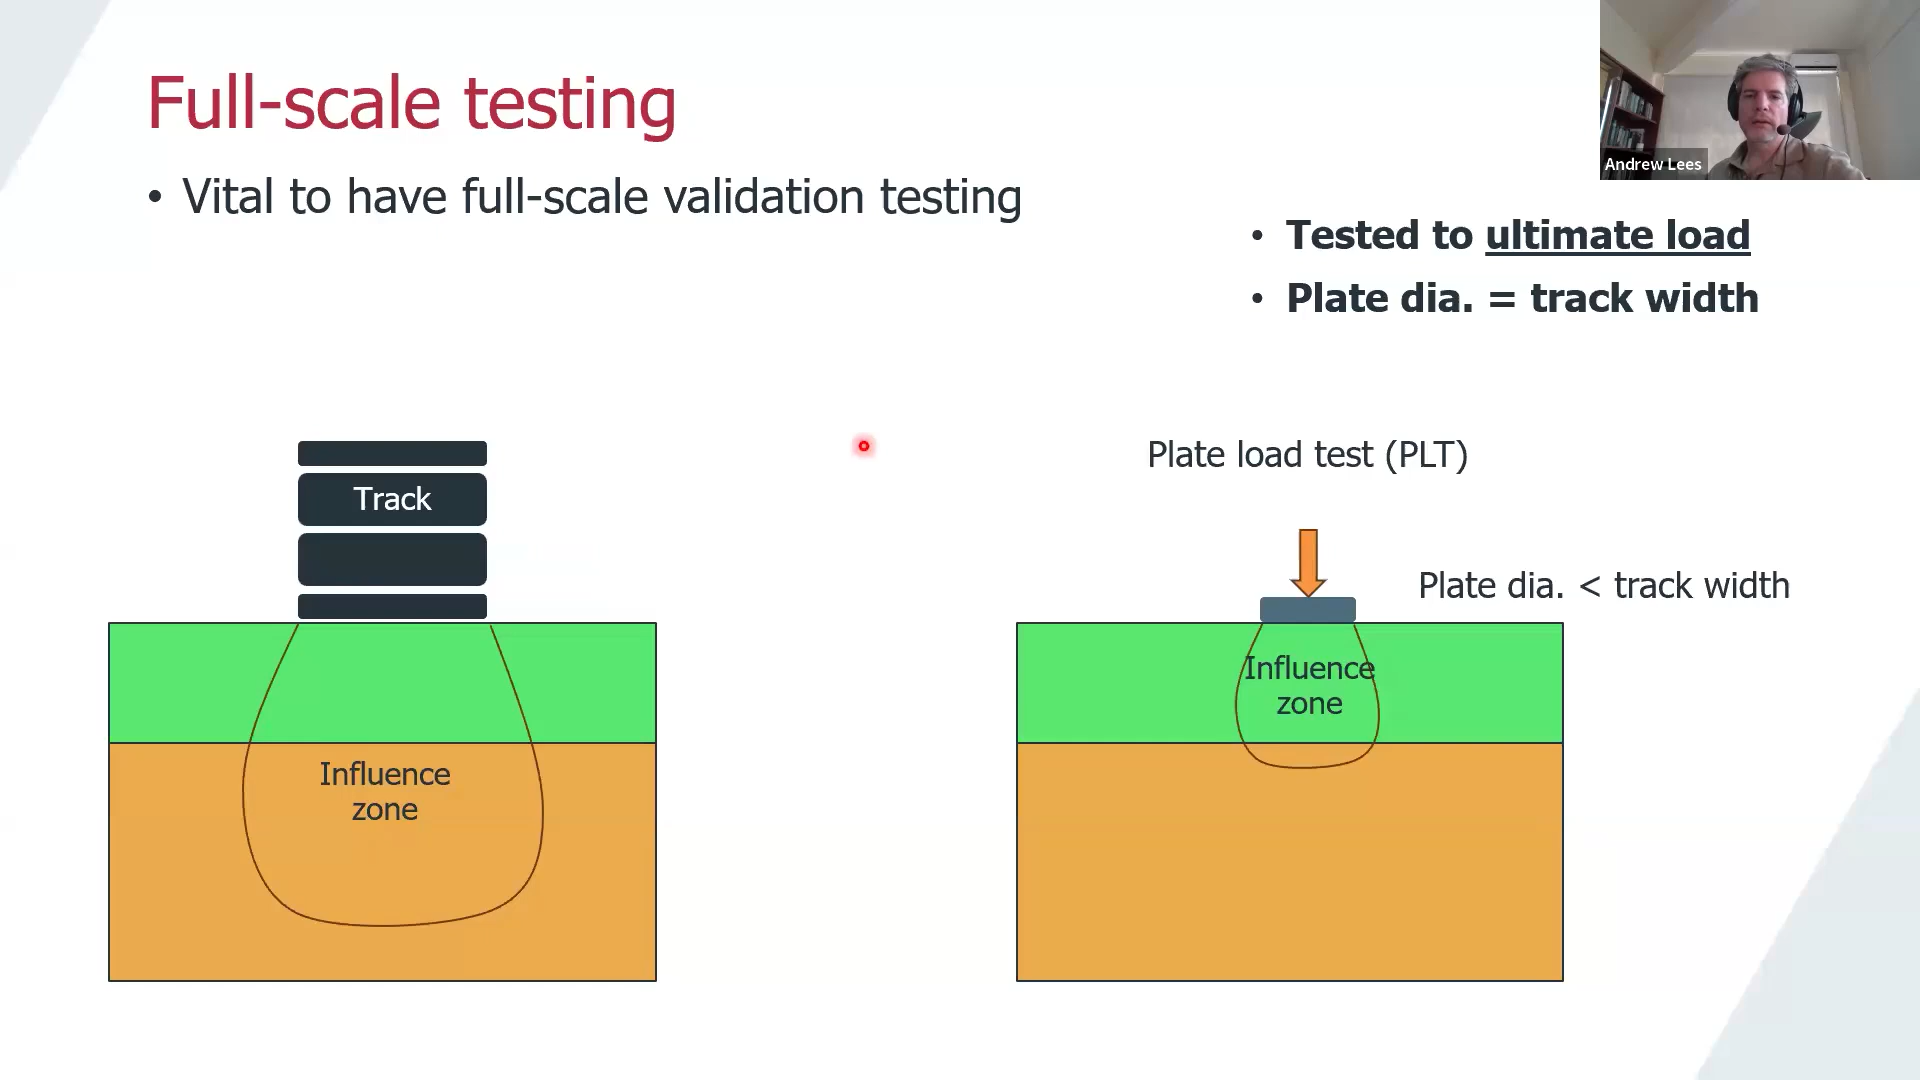 Full-scale testing
• Vital to have full-scale validation testing
Andrew Lees
• Tested to ultimate load
• Plate dia. = track width
Track
Influence
zone
Plate load test (PLT)
Plate dia. < track width
Influence
zone